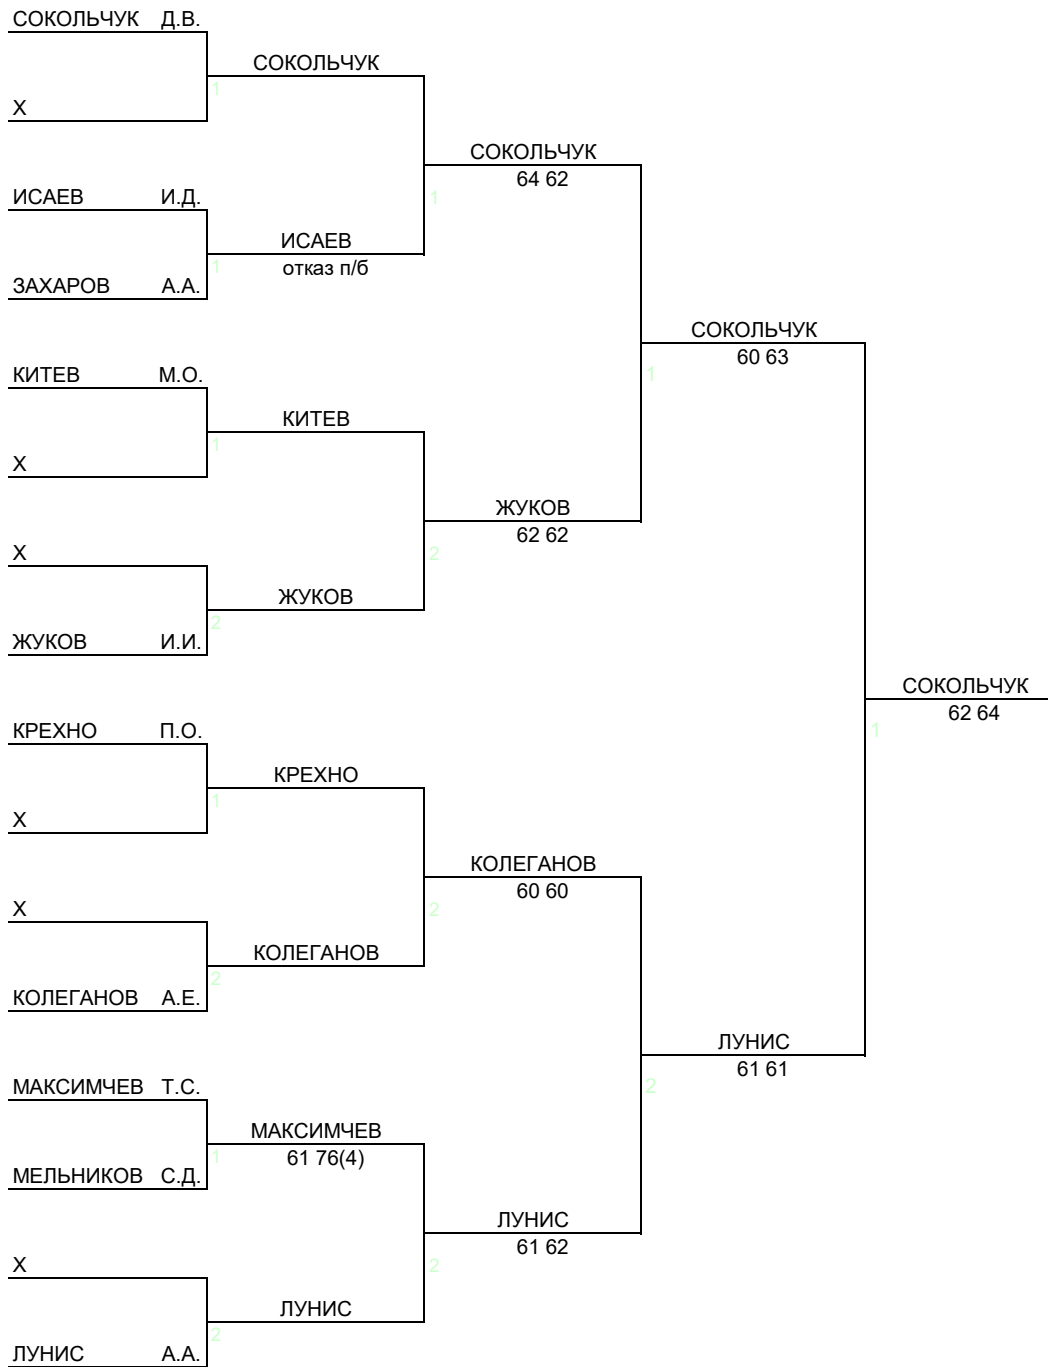 СОКОЛЬЧУК Д.В.
СОКОЛЬЧУК
1
X
СОКОЛЬЧУК
64 62
ИСАЕВ И.Д.
1
ИСАЕВ
1
отказ п/б
ЗАХАРОВ А.А.
СОКОЛЬЧУК
60 63
КИТЕВ М.О.
1
КИТЕВ
1
X
ЖУКОВ
62 62
X
2
ЖУКОВ
2
ЖУКОВ И.И.
СОКОЛЬЧУК
62 64
КРЕХНО П.О.
1
КРЕХНО
1
X
КОЛЕГАНОВ
60 60
X
2
КОЛЕГАНОВ
2
КОЛЕГАНОВ А.Е.
ЛУНИС
61 61
МАКСИМЧЕВ Т.С.
2
МАКСИМЧЕВ
1
61 76(4)
МЕЛЬНИКОВ С.Д.
ЛУНИС
61 62
X
2
ЛУНИС
2
ЛУНИС А.А.